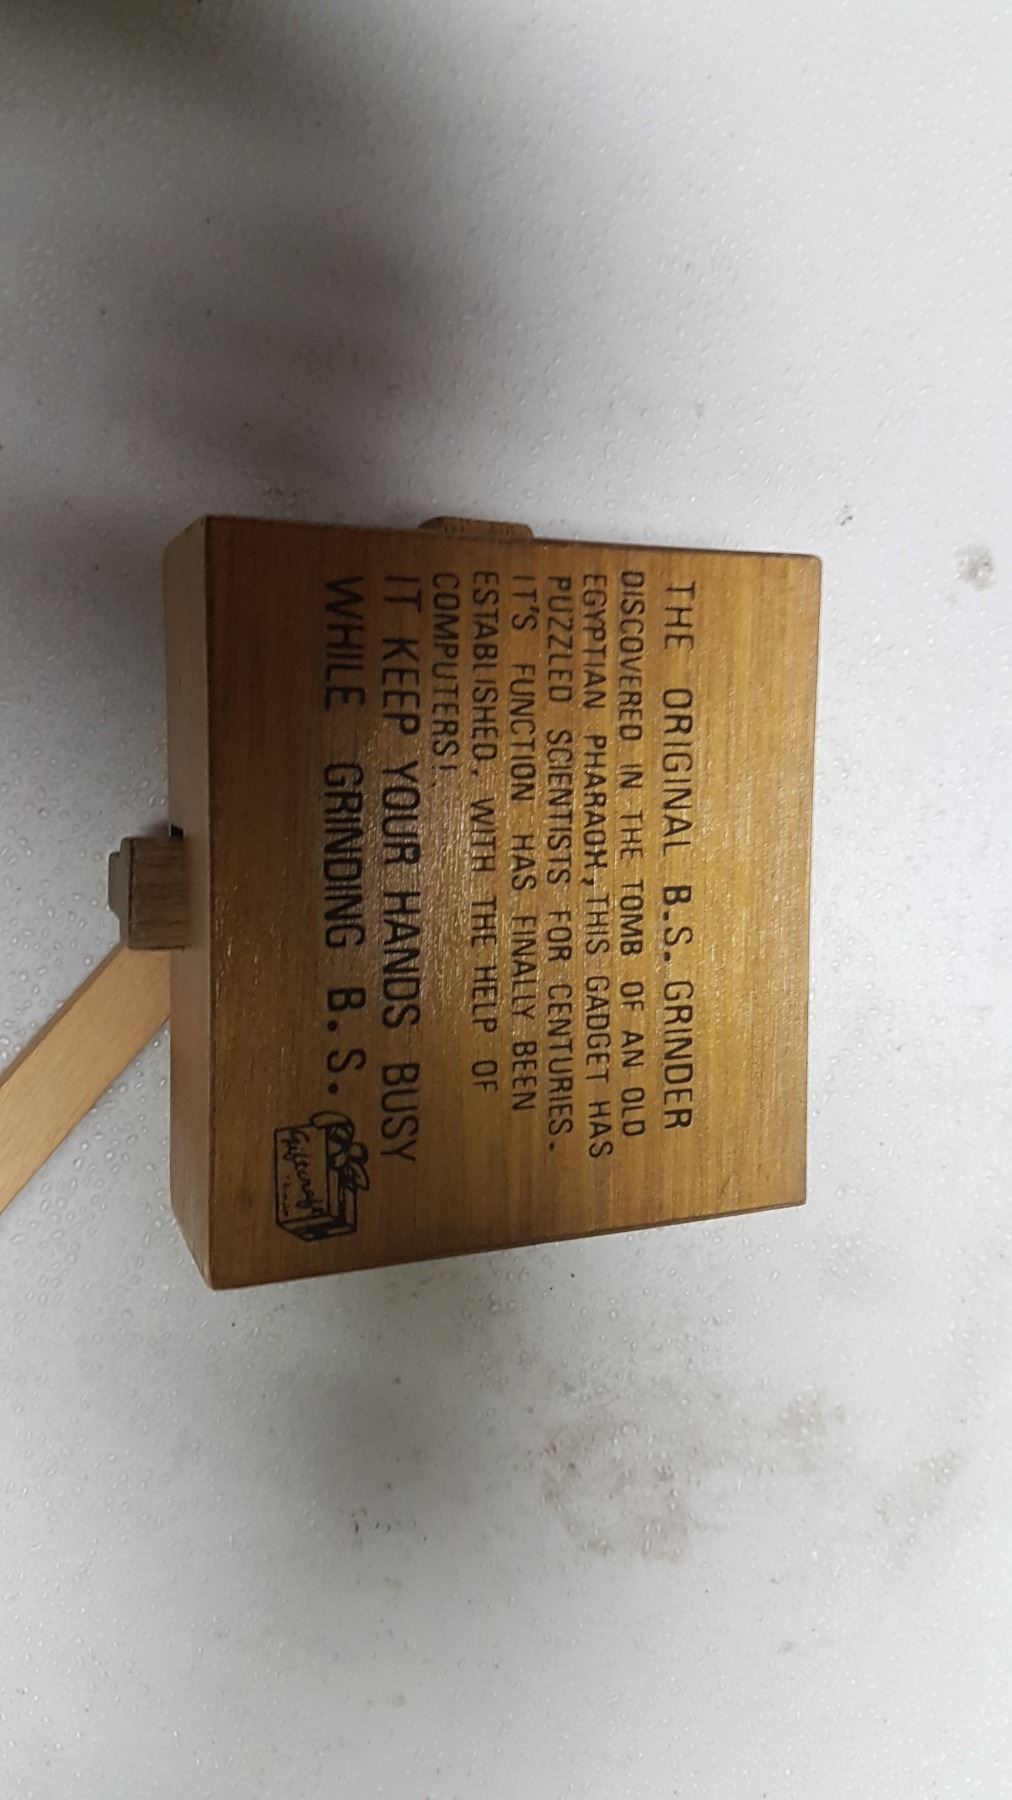 THE ORIGINAL B.S. GRINDER
DISCOVERED IN THE TOMB OF AN OLD
EGYPTIAN PHARAOH, THIS GADGET HAS
PUZZLED SCIENTISTS FOR CENTURIES.
IT'S FUNCTION HAS FINALLY BEEN
ESTABLISHED, WITH THE HELP OF
COMPUTERS!.
IT KEEP YOUR HANDS BUSY
WHILE GRINDING B.S.
Giftcraft